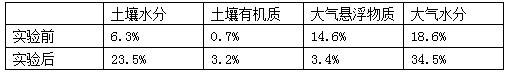 土壤水分 土壤有机质 大气悬浮物质 大气水分
实验前 6.3% 0.7% 14.6% 18.6%
实验后 23.5% 3.2% 3.4% 34.5%